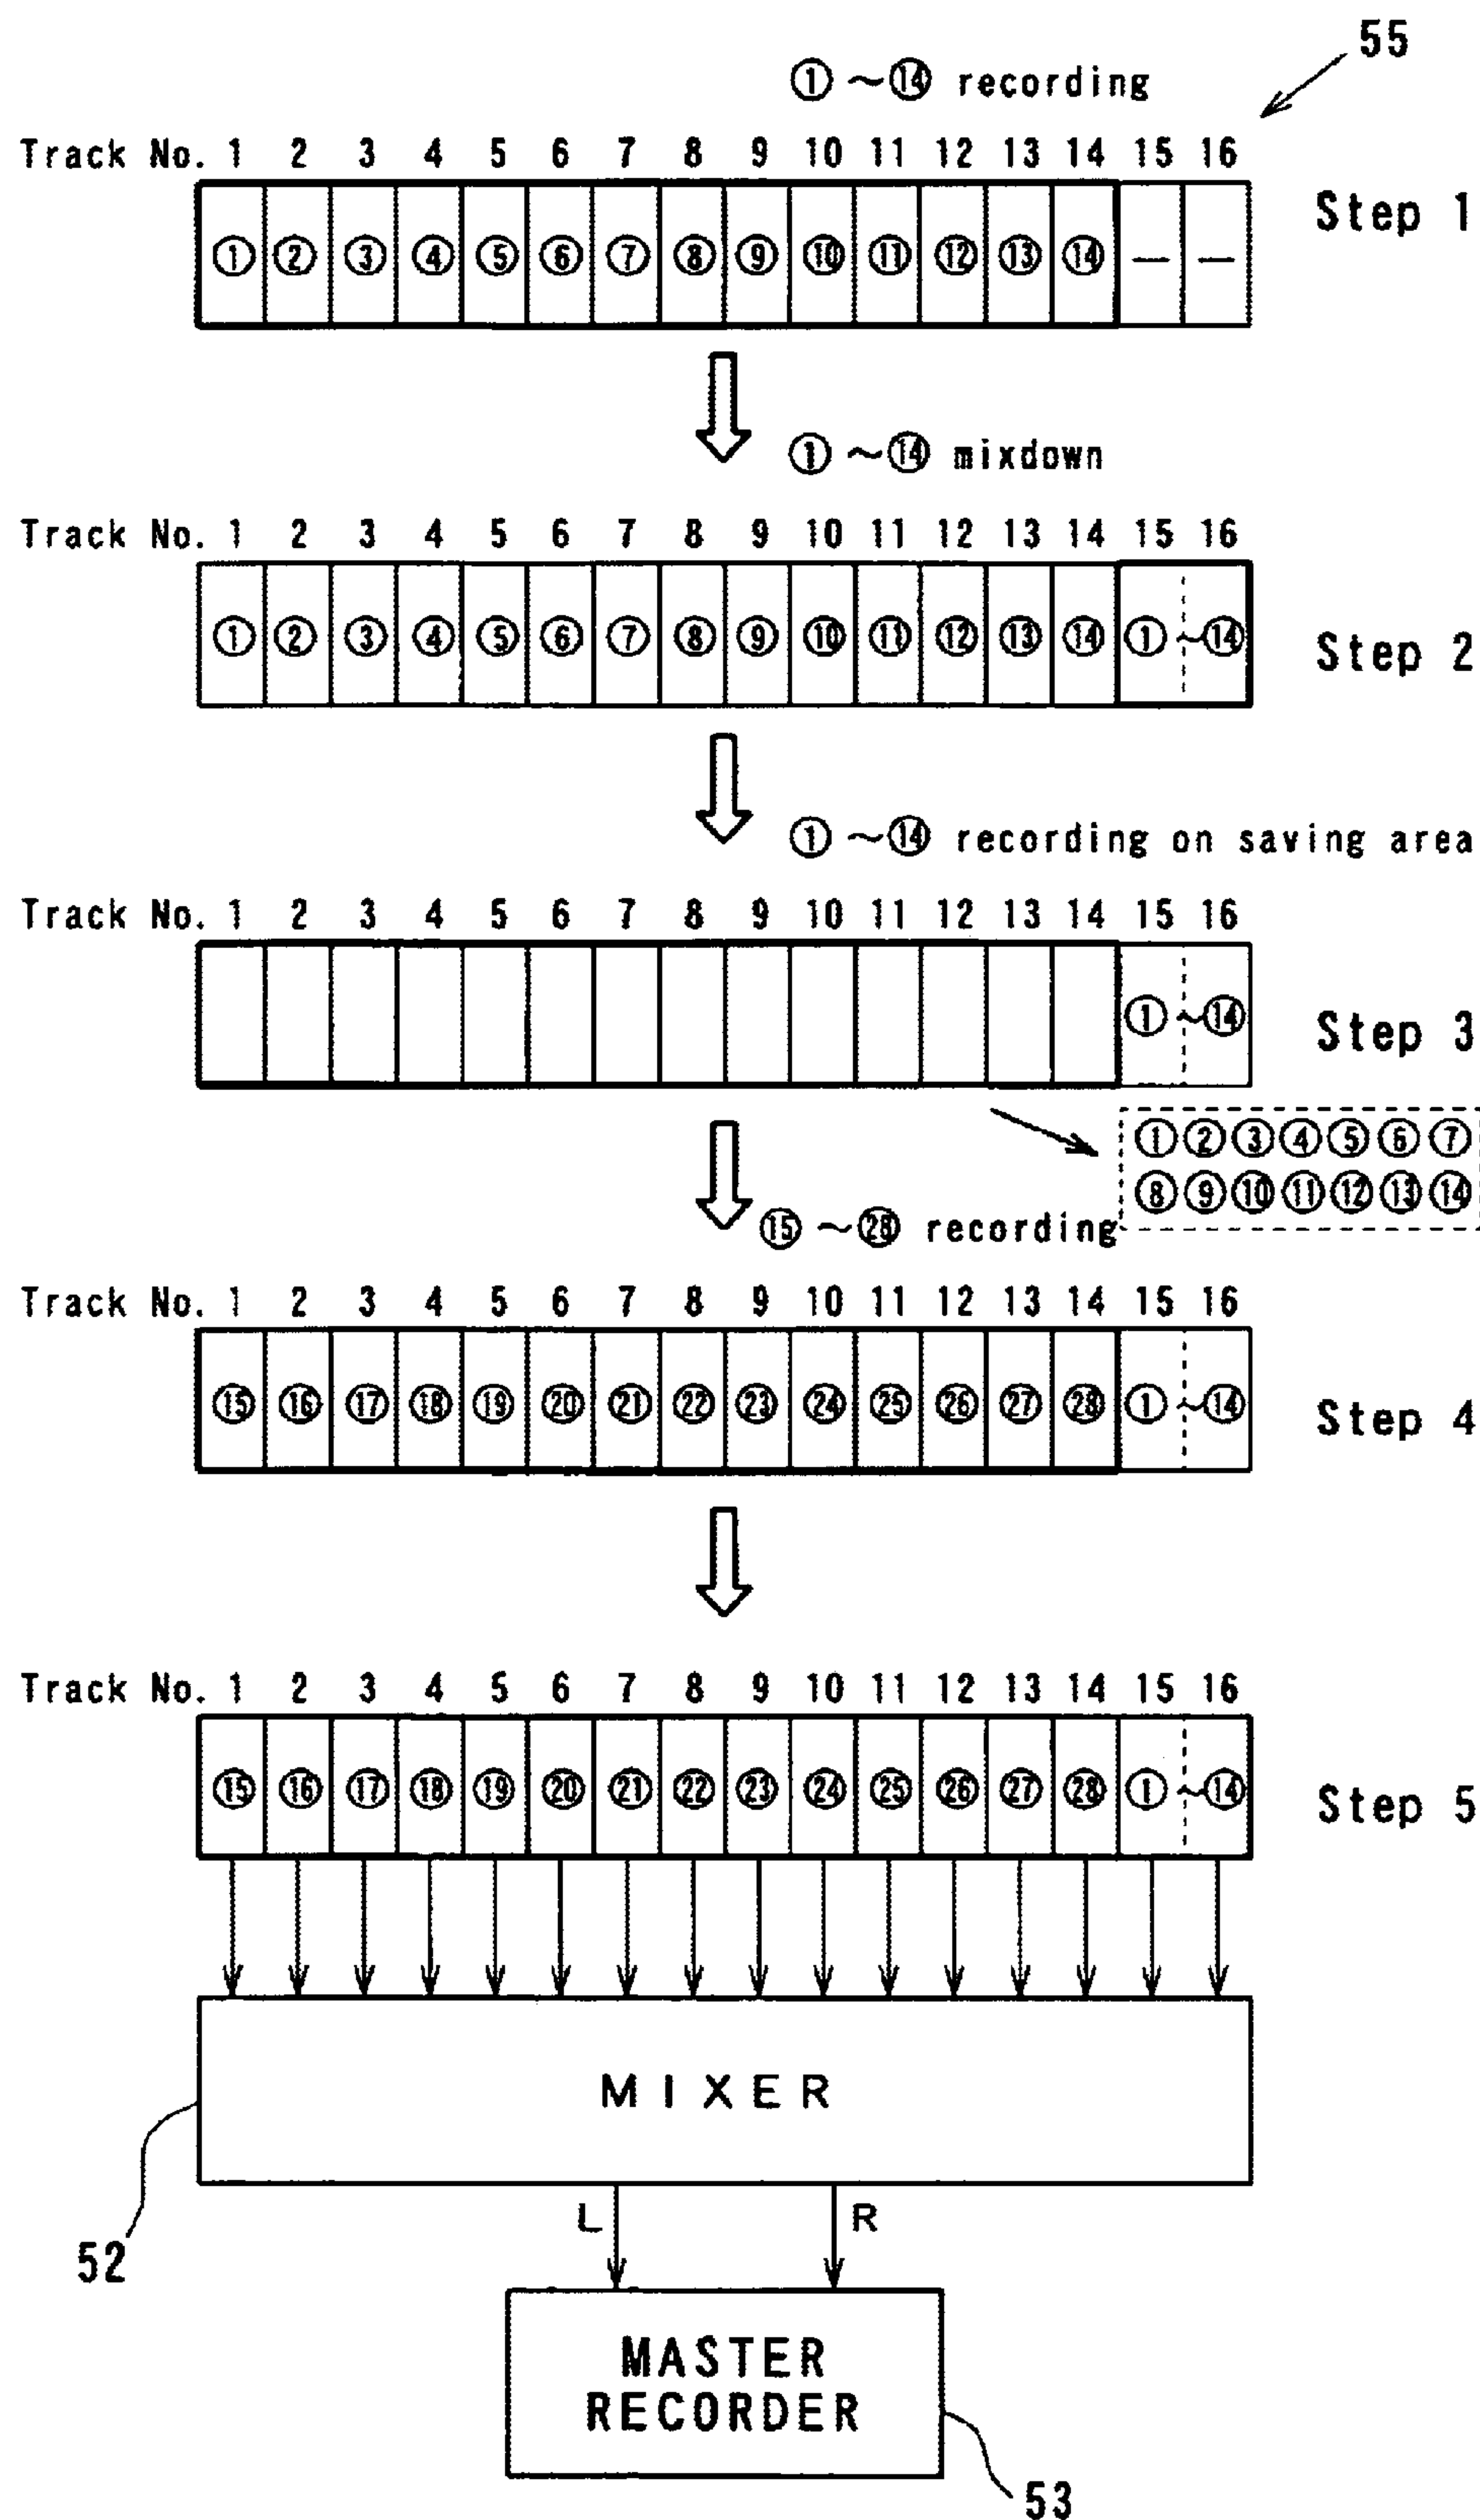 55
① ~⑭ recording
Track No. 1 2 3 4 5 6 7 8 9 10 11 12 13 14 15 16
Step 1
① ② ③ ④ ⑤ ⑥ ⑦ ⑧ ⑨ ⑩ ⑪ ⑫ ⑬ ⑭ — —
① ~⑭ mixdown
Track No. 1 2 3 4 5 6 7 8 9 10 11 12 13 14 15 16
① ② ③ ④ ⑤ ⑥ ⑦ ⑧ ⑨ ⑩ ⑪ ⑫ ⑬ ⑭ ① ~⑭
Step 2
① ~⑭ recording on saving area
Track No. 1 2 3 4 5 6 7 8 9 10 11 12 13 14 15 16
① ~⑭
Step 3
① ② ③ ④ ⑤ ⑥ ⑦
⑧ ⑨ ⑩ ⑪ ⑫ ⑬ ⑭
⑮ ~㉘ recording
Track No. 1 2 3 4 5 6 7 8 9 10 11 12 13 14 15 16
⑮ ⑯ ⑰ ⑱ ⑲ ⑳ ㉑ ㉒ ㉓ ㉔ ㉕ ㉖ ㉗ ㉘ ① ~⑭
Step 4
Track No. 1 2 3 4 5 6 7 8 9 10 11 12 13 14 15 16
⑮ ⑯ ⑰ ⑱ ⑲ ⑳ ㉑ ㉒ ㉓ ㉔ ㉕ ㉖ ㉗ ㉘ ① ~⑭
Step 5
MIXER
L R
52
MASTER
RECORDER
53